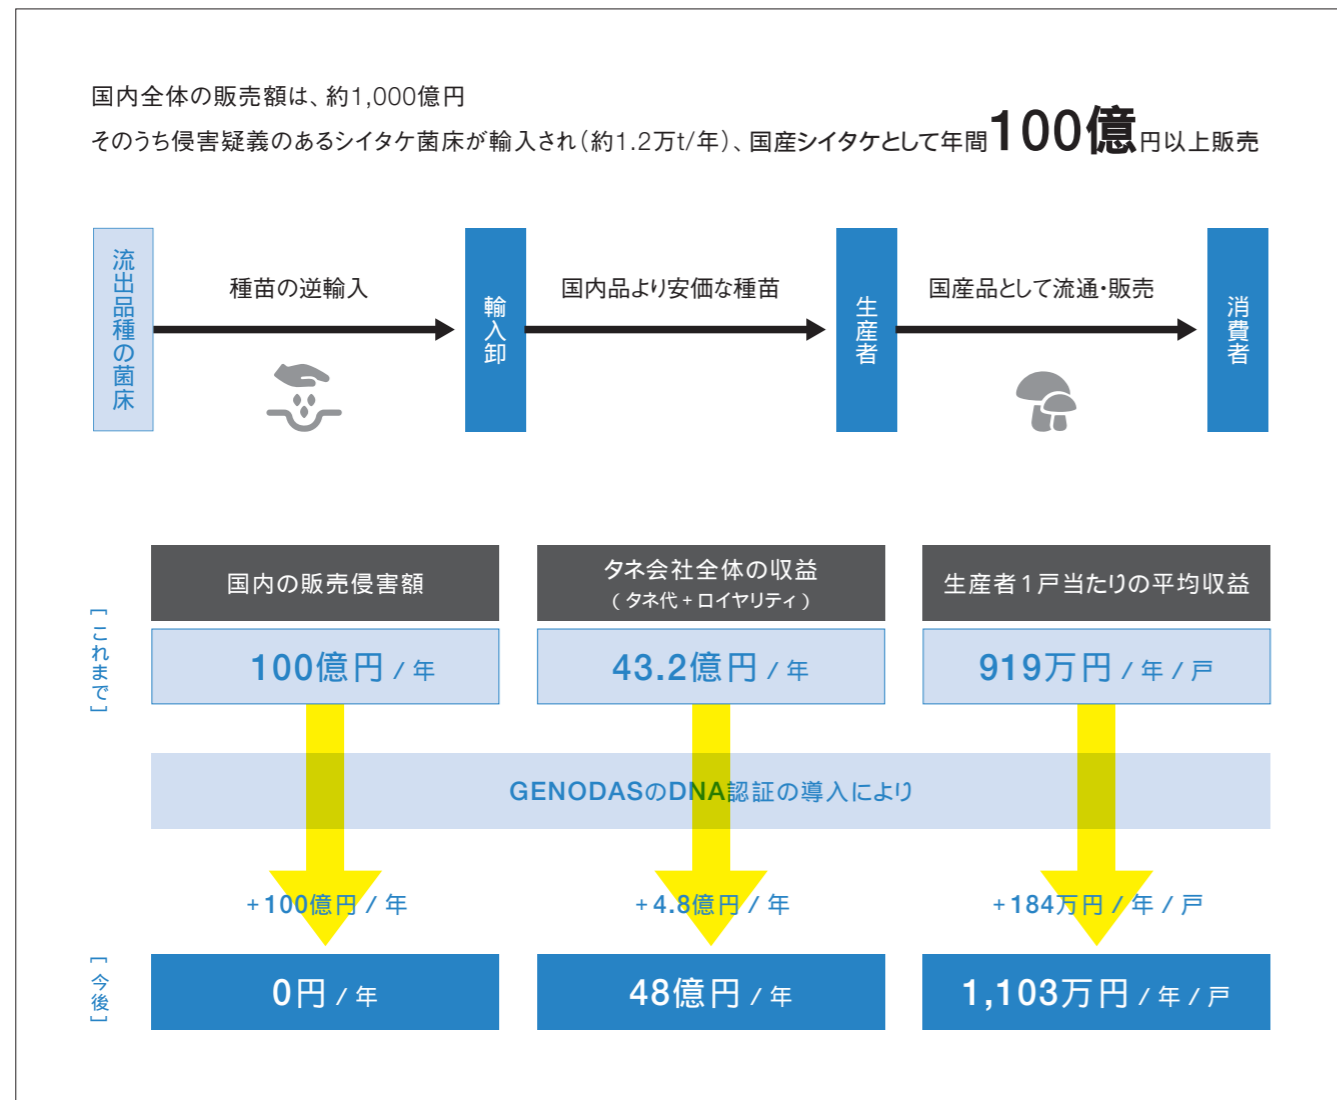 国内全体の販売額は、約1,000億円
そのうち侵害疑義のあるシイタケ菌床が輸入され（約1.2万t/年）、国産シイタケとして年間100億円以上販売
流出品種の菌床
種苗の逆輸入
輸入卸
国内品より安価な種苗
生産者
国産品として流通・販売
消費者
[これまで]
国内の販売侵害額
タネ会社全体の収益
（タネ代+ロイヤリティ）
生産者1戸当たりの平均収益
100億円 / 年
43.2億円 / 年
919万円 / 年 / 戸
GENODASのDNA認証の導入により
+100億円 / 年
+4.8億円 / 年
+184万円 / 年 / 戸
[今後]
0円 / 年
48億円 / 年
1,103万円 / 年 / 戸